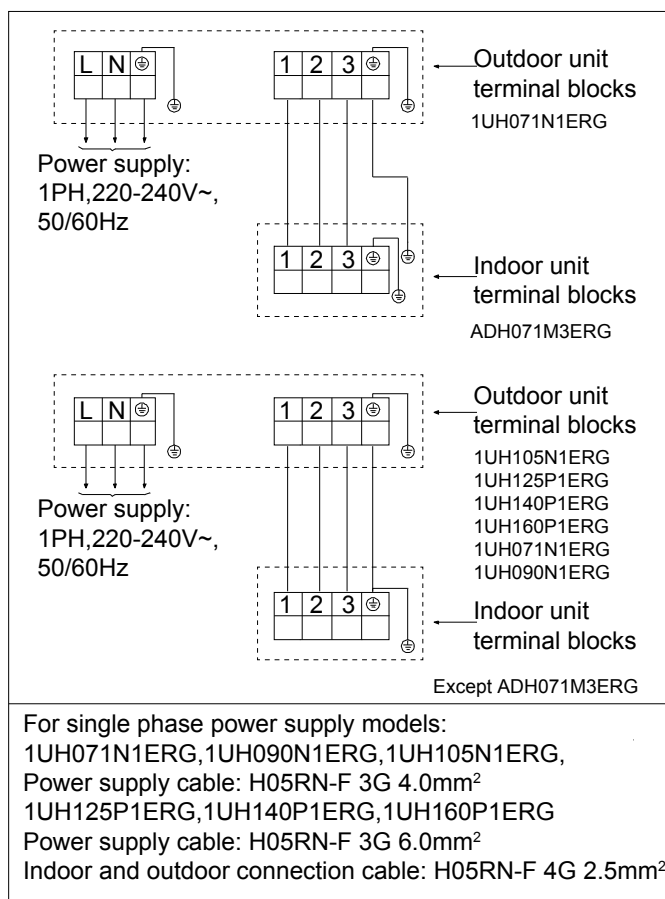 L N 1 2 3
Outdoor unit
terminal blocks
1UH071N1ERG
Power supply:
1PH,220-240V~,
50/60Hz
1 2 3
Indoor unit
terminal blocks
ADH071M3ERG
L N 1 2 3
Outdoor unit
terminal blocks
1UH105N1ERG
1UH125P1ERG
1UH140P1ERG
1UH160P1ERG
1UH071N1ERG
1UH090N1ERG
Power supply:
1PH,220-240V~,
50/60Hz
1 2 3
Indoor unit
terminal blocks
Except ADH071M3ERG
For single phase power supply models:
1UH071N1ERG,1UH090N1ERG,1UH105N1ERG,
Power supply cable: H05RN-F 3G 4.0mm²
1UH125P1ERG,1UH140P1ERG,1UH160P1ERG
Power supply cable: H05RN-F 3G 6.0mm²
Indoor and outdoor connection cable: H05RN-F 4G 2.5mm²